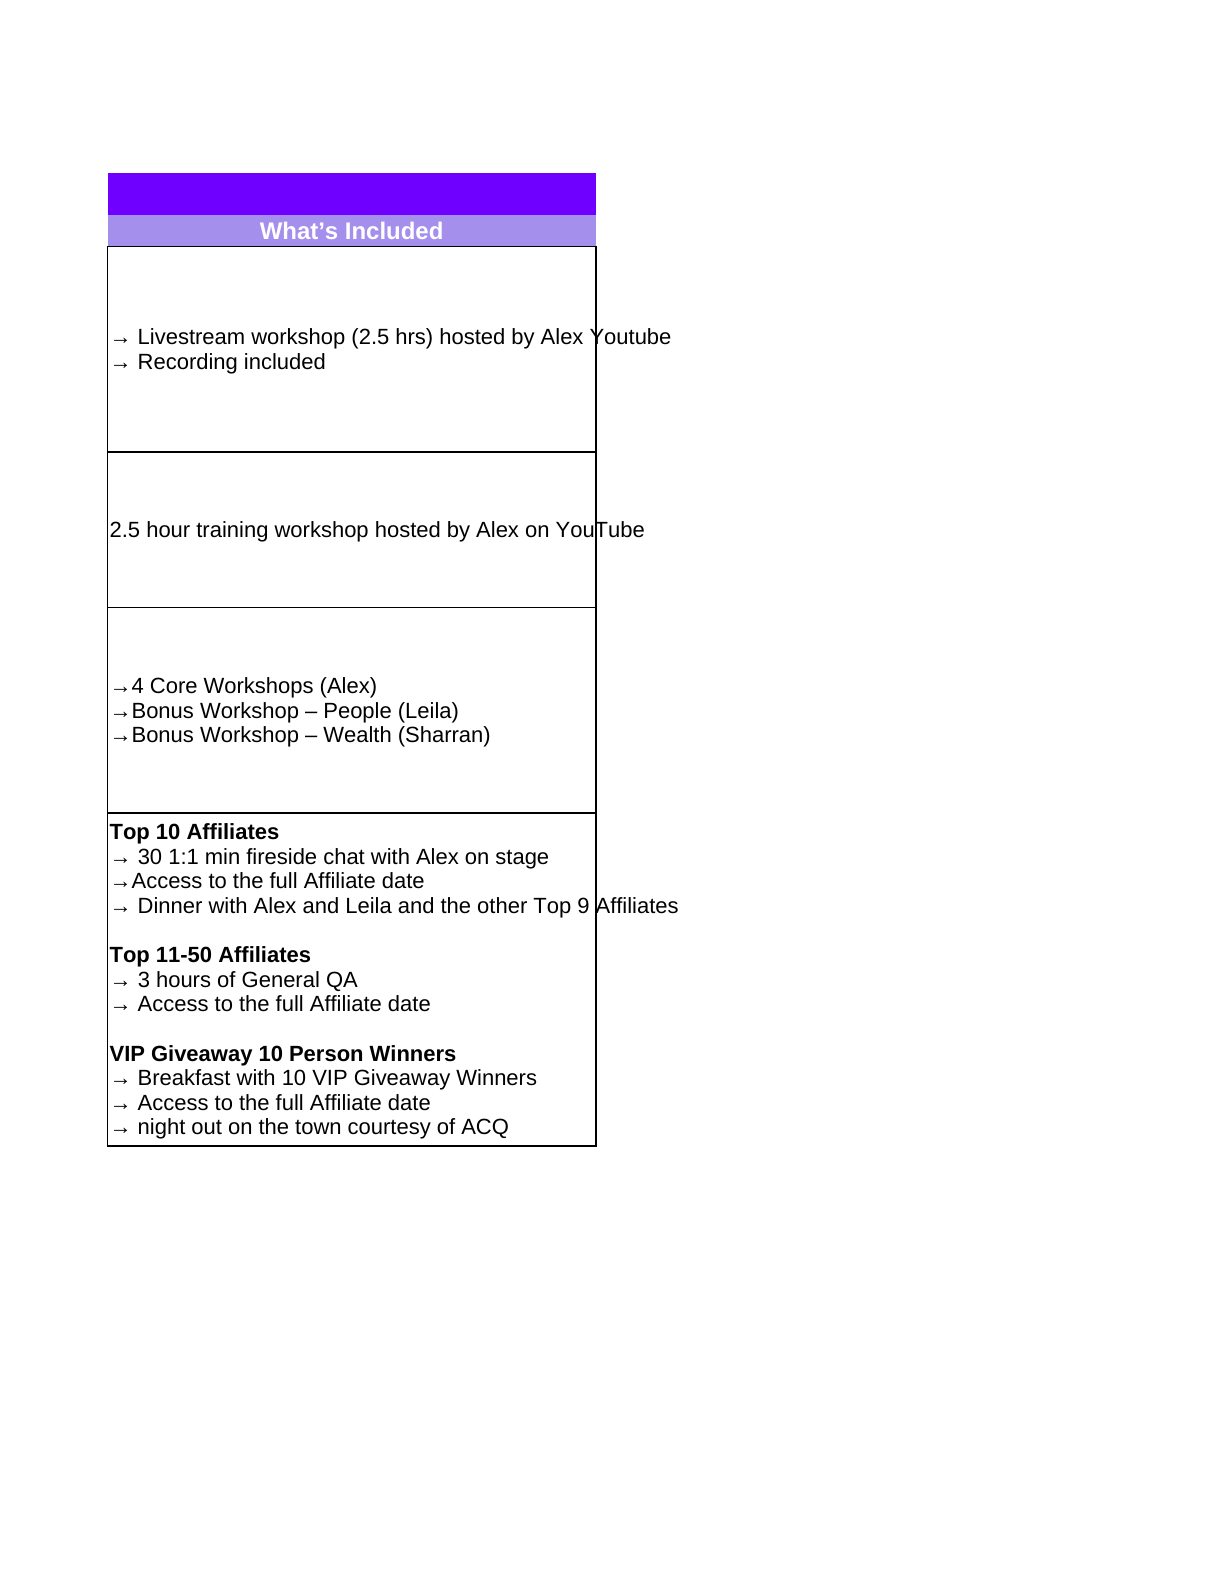 What’s Included
→ Livestream workshop (2.5 hrs) hosted by Alex Youtube
→ Recording included
2.5 hour training workshop hosted by Alex on YouTube
→4 Core Workshops (Alex)
→Bonus Workshop – People (Leila)
→Bonus Workshop – Wealth (Sharran)
Top 10 Affiliates
→ 30 1:1 min fireside chat with Alex on stage
→Access to the full Affiliate date
→ Dinner with Alex and Leila and the other Top 9 Affiliates
Top 11-50 Affiliates
→ 3 hours of General QA
→ Access to the full Affiliate date
VIP Giveaway 10 Person Winners
→ Breakfast with 10 VIP Giveaway Winners
→ Access to the full Affiliate date
→ night out on the town courtesy of ACQ